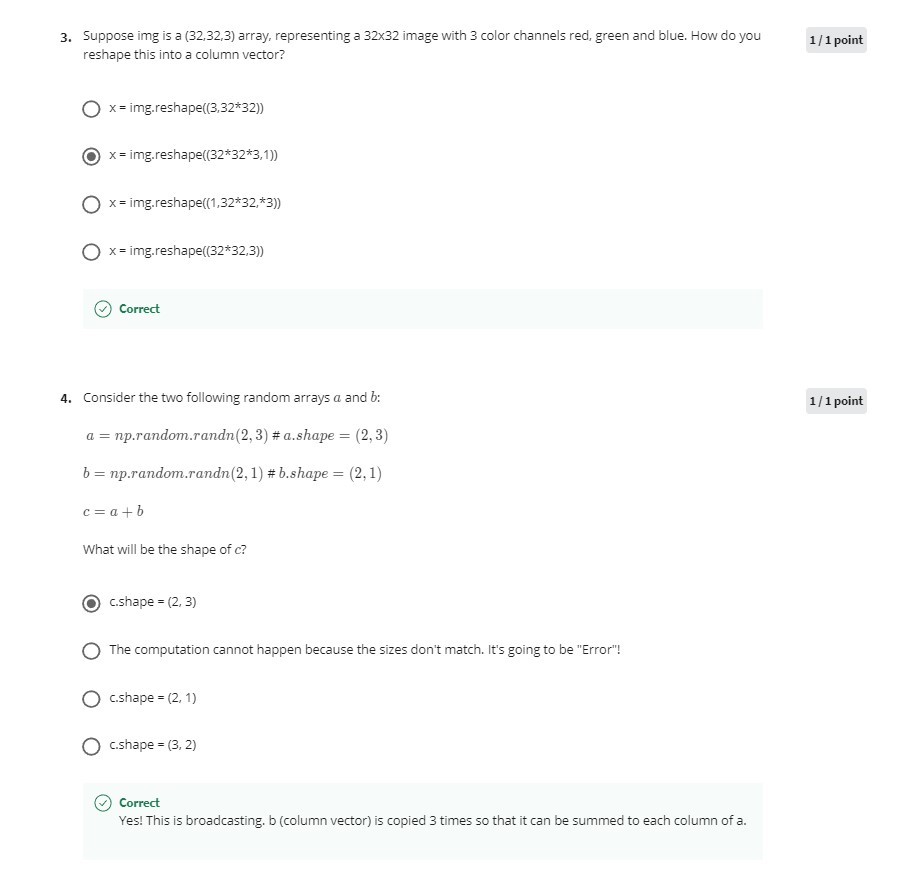 3. Suppose img is a (32,32,3) array, representing a 32x32 image with 3 color channels red, green and blue. How do you
1 / 1 point
reshape this into a column vector?
x = img.reshape((3,32*32))
x = img.reshape((32*32*3,1))
x = img.reshape((1,32*32,*3))
x = img.reshape((32*32,3))
Correct
4. Consider the two following random arrays a and b:
1 / 1 point
a = np.random.randn(2, 3) # a.shape = (2, 3)
b = np.random.randn(2, 1) # b.shape = (2, 1)
c = a + b
What will be the shape of c?
c.shape = (2, 3)
The computation cannot happen because the sizes don't match. It's going to be "Error"!
c.shape = (2, 1)
c.shape = (3, 2)
Correct
Yes! This is broadcasting. b (column vector) is copied 3 times so that it can be summed to each column of a.